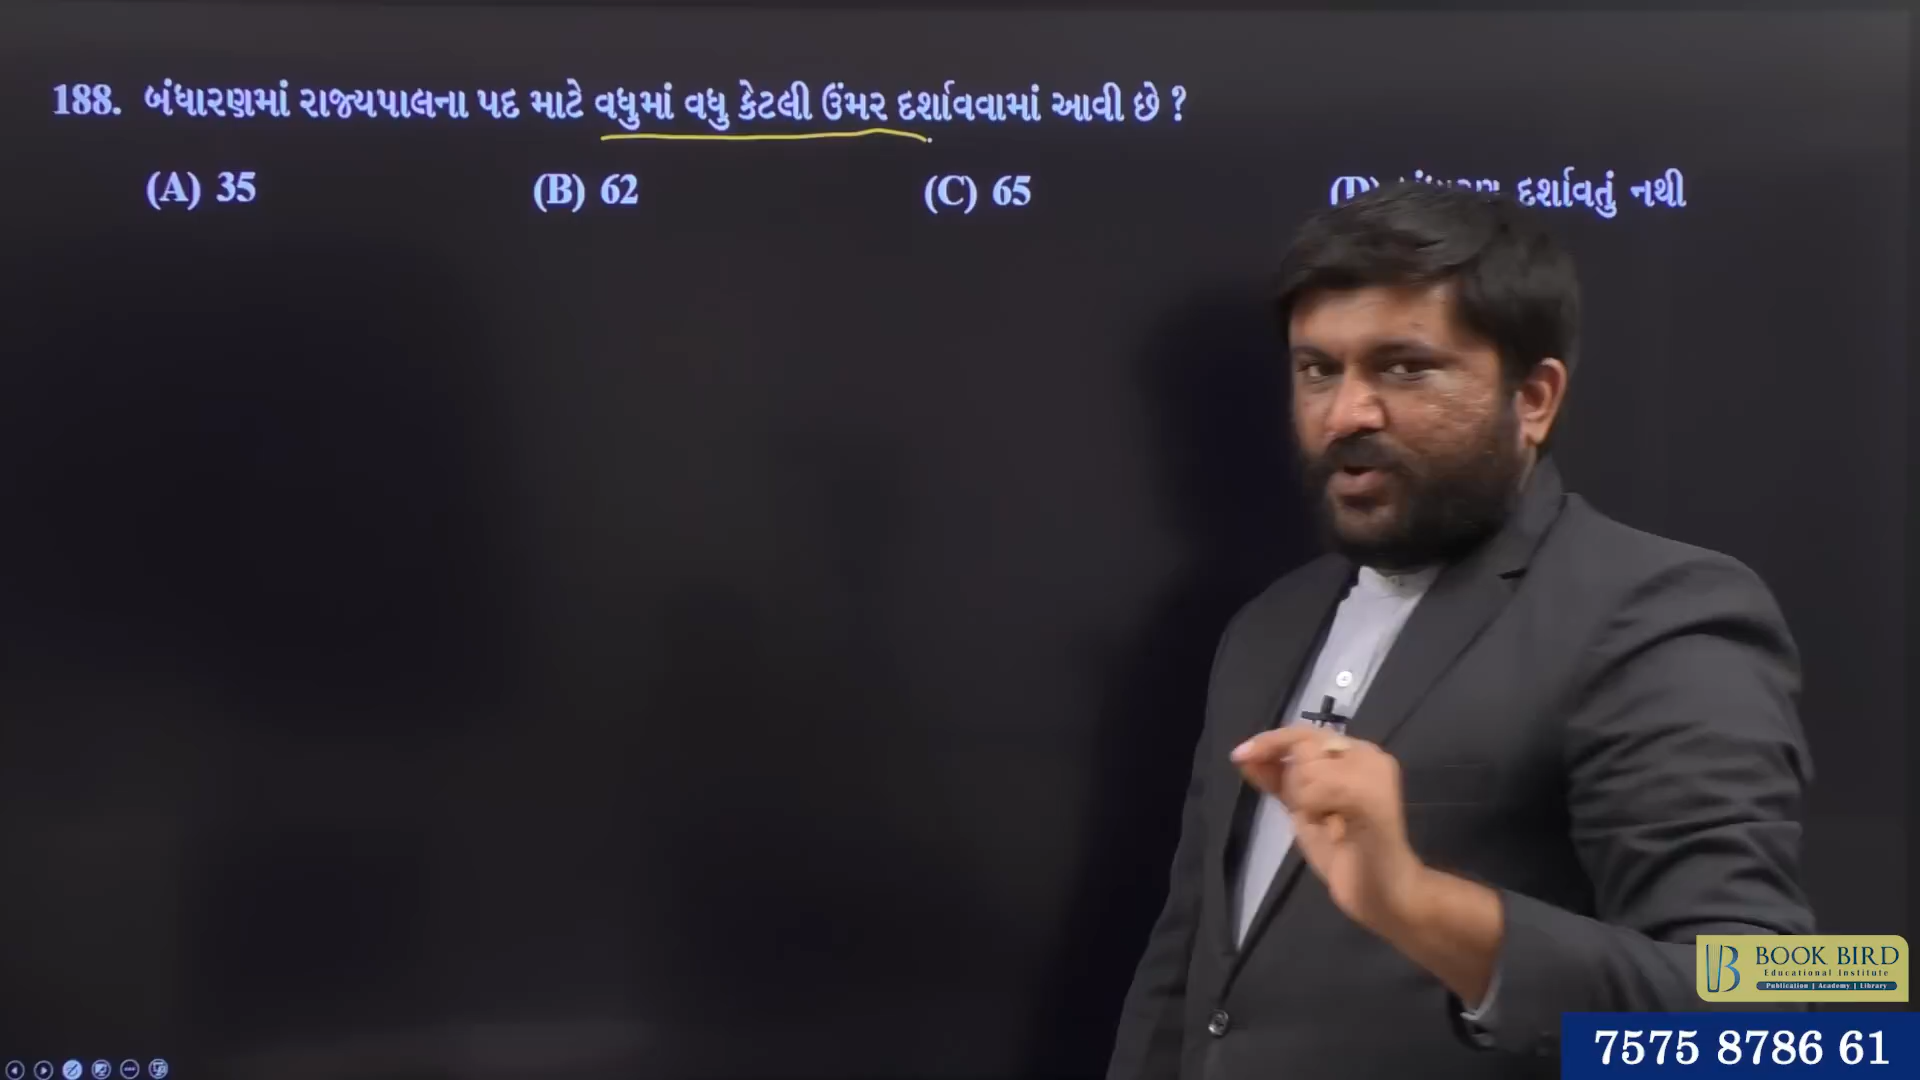 188. બંધારણમાં રાજ્યપાલના પદ માટે વધુમાં વધુ કેટલી ઉંમર દર્શાવવામાં આવી છે ?
(A) 35 (B) 62 (C) 65 (D) દર્શાવતું નથી
BOOK BIRD
Educational Institute
Publication | Academy | Library
7575 8786 61